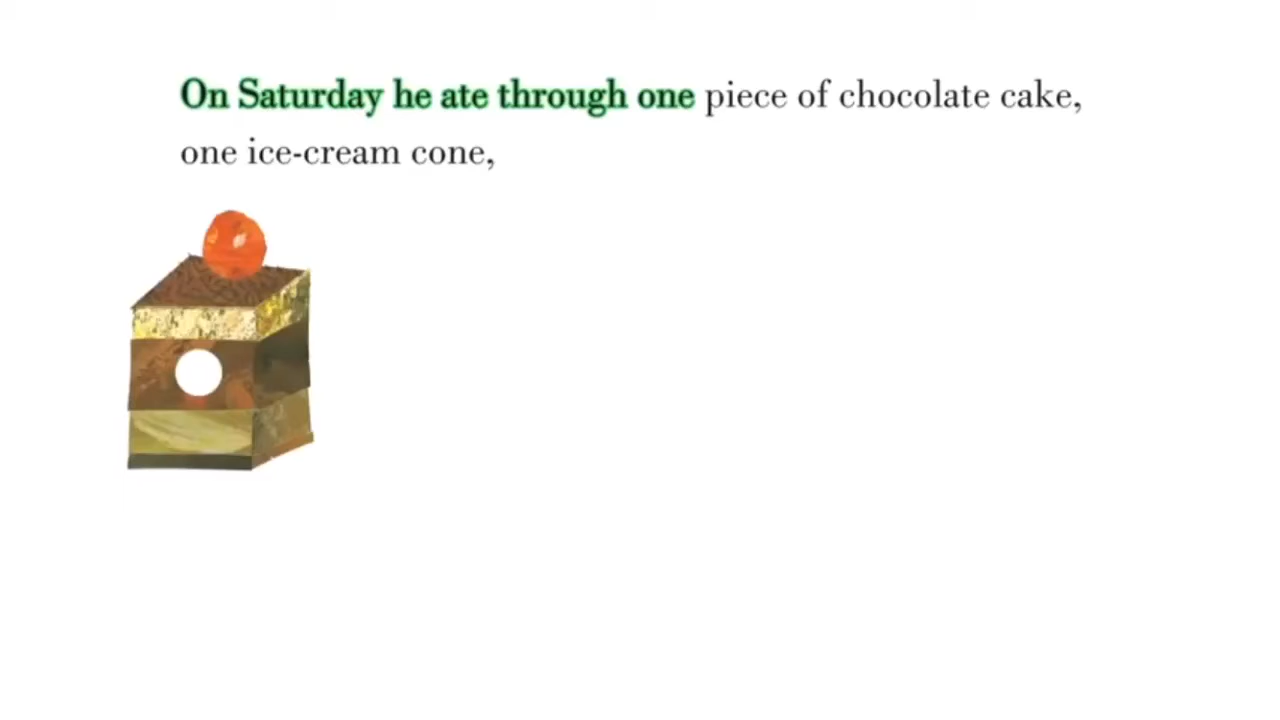 On Saturday he ate through one piece of chocolate cake,
one ice-cream cone,